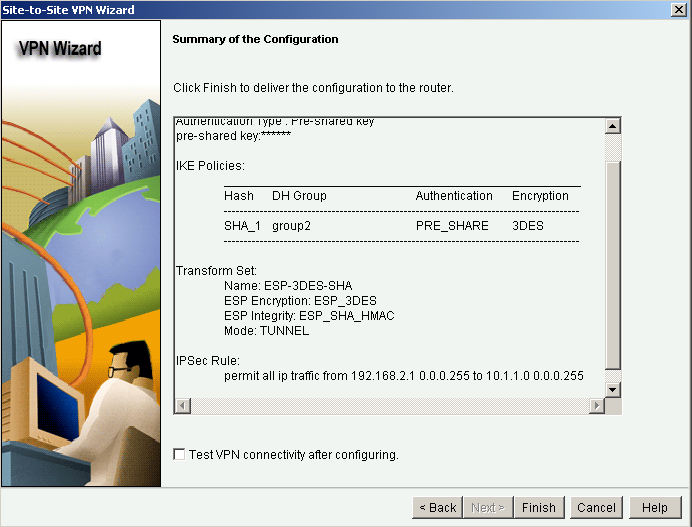 Site-to-Site VPN Wizard
VPN Wizard
Summary of the Configuration
Click Finish to deliver the configuration to the router.
Authentication Type : Pre-shared key
pre-shared key:******
IKE Policies:
Hash DH Group Authentication Encryption
SHA_1 group2 PRE_SHARE 3DES
Transform Set:
Name: ESP-3DES-SHA
ESP Encryption: ESP_3DES
ESP Integrity: ESP_SHA_HMAC
Mode: TUNNEL
IPSec Rule:
permit all ip traffic from 192.168.2.1 0.0.0.255 to 10.1.1.0 0.0.0.255
Test VPN connectivity after configuring.
< Back Next > Finish Cancel Help